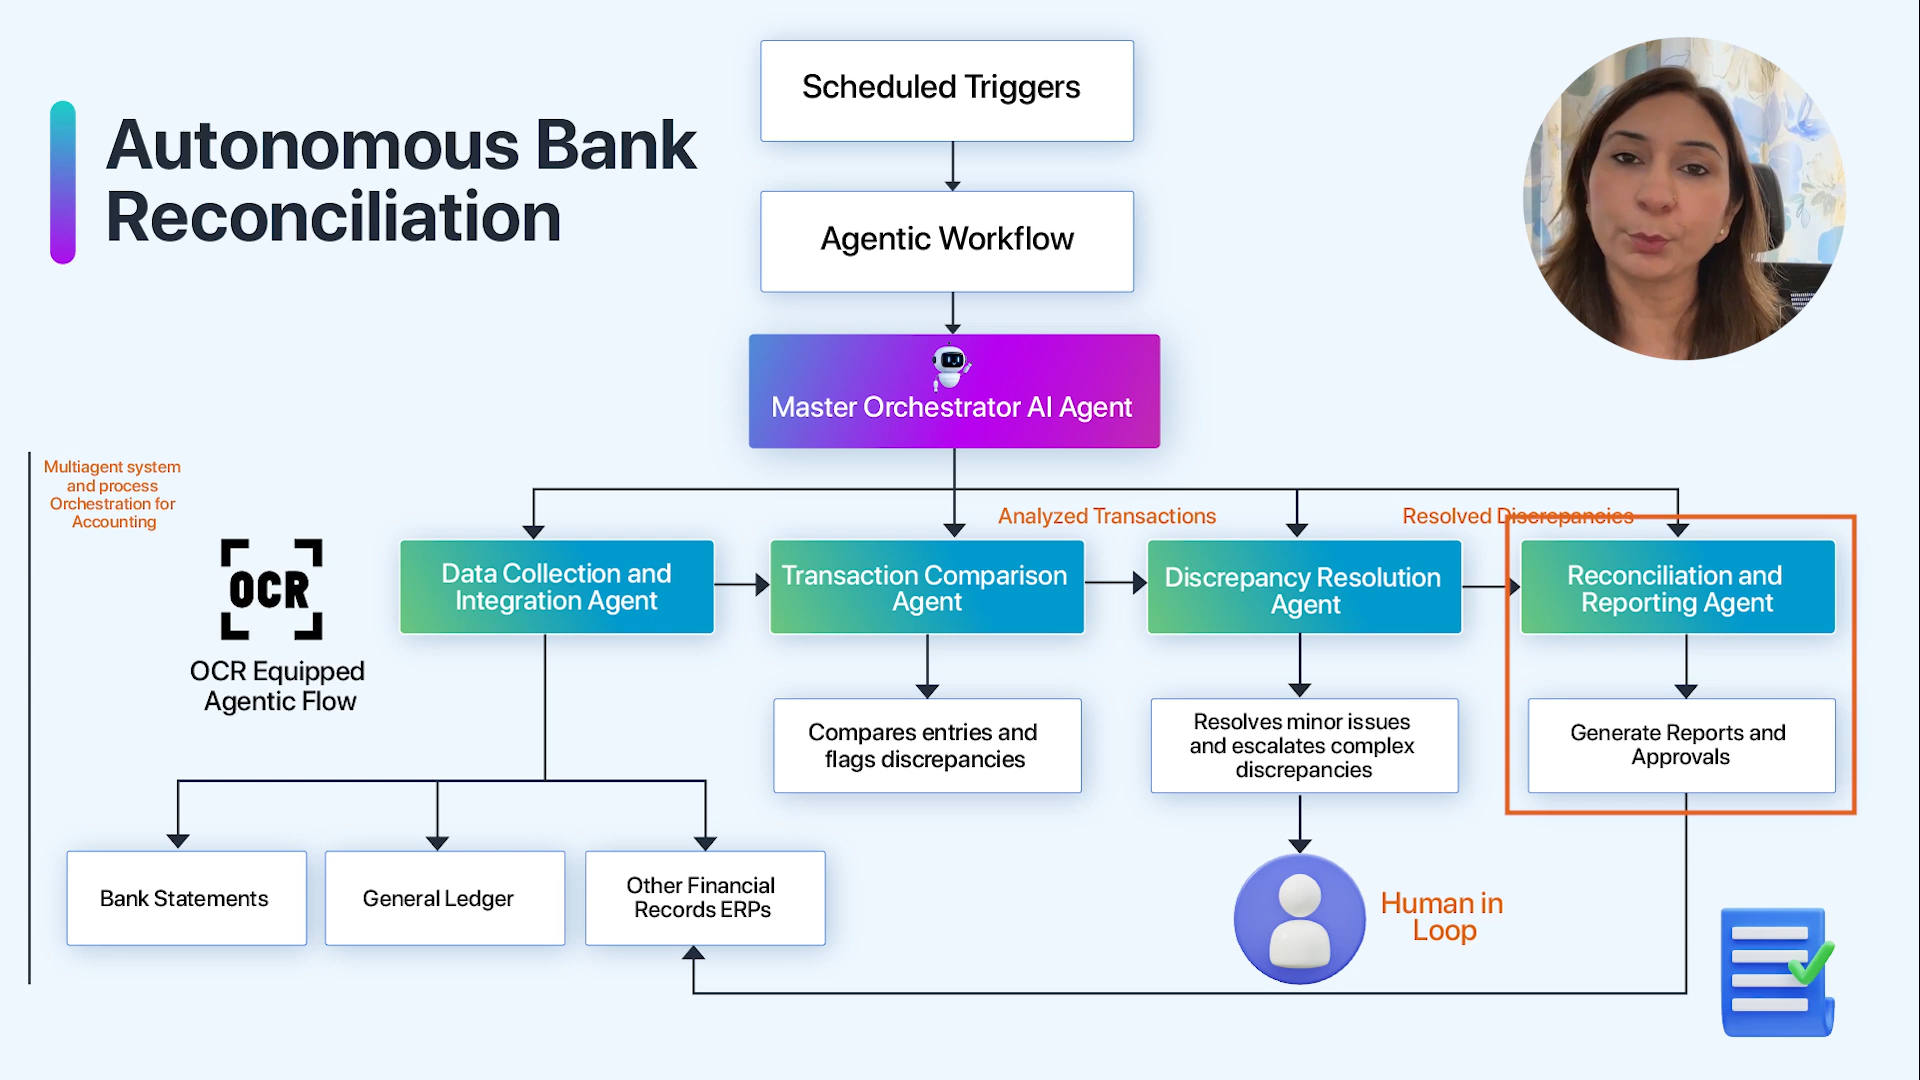 Scheduled Triggers
Autonomous Bank
Reconciliation
Agentic Workflow
Master Orchestrator AI Agent
Multiagent system
and process
Orchestration for
Accounting
Analyzed Transactions
Resolved Discrepancies
OCR
OCR Equipped
Agentic Flow
Data Collection and
Integration Agent
Transaction Comparison
Agent
Discrepancy Resolution
Agent
Reconciliation and
Reporting Agent
Compares entries and
flags discrepancies
Resolves minor issues
and escalates complex
discrepancies
Generate Reports and
Approvals
Bank Statements
General Ledger
Other Financial
Records ERPs
Human in
Loop